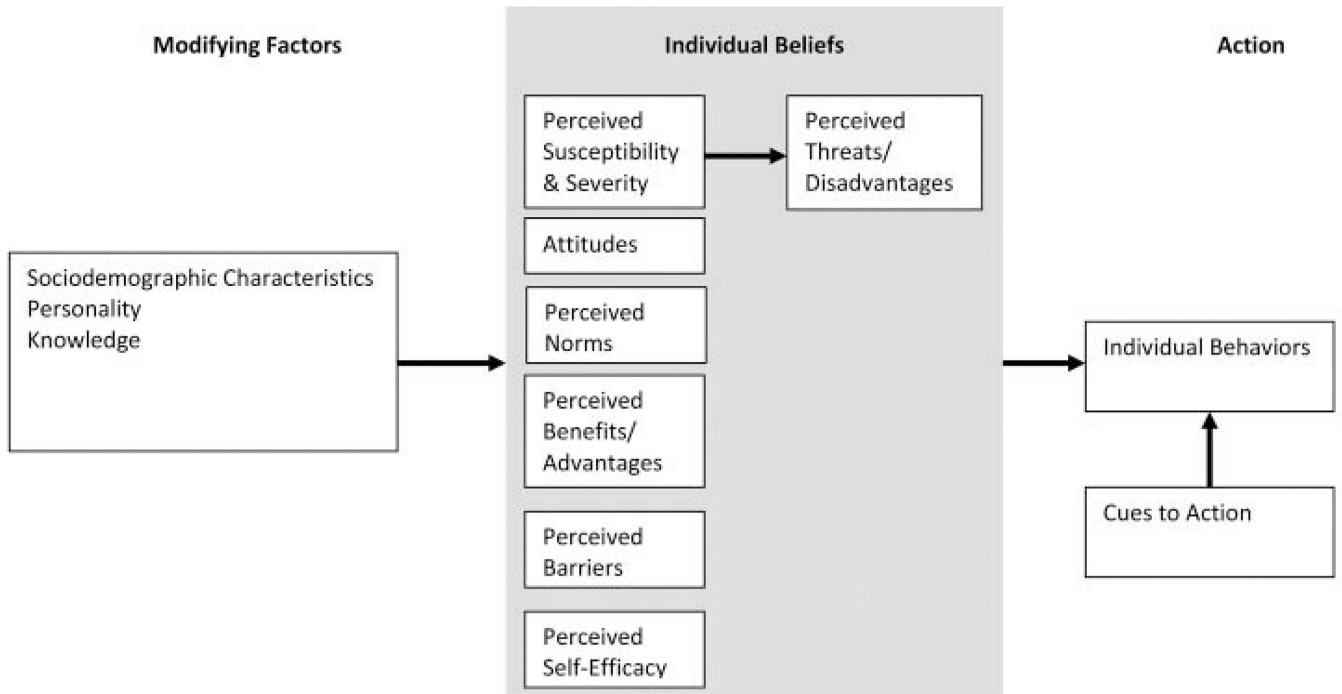 Modifying Factors
Individual Beliefs
Action
Sociodemographic Characteristics
Personality
Knowledge
Perceived
Susceptibility
& Severity
Perceived
Threats/
Disadvantages
Attitudes
Perceived
Norms
Perceived
Benefits/
Advantages
Perceived
Barriers
Perceived
Self-Efficacy
Individual Behaviors
Cues to Action